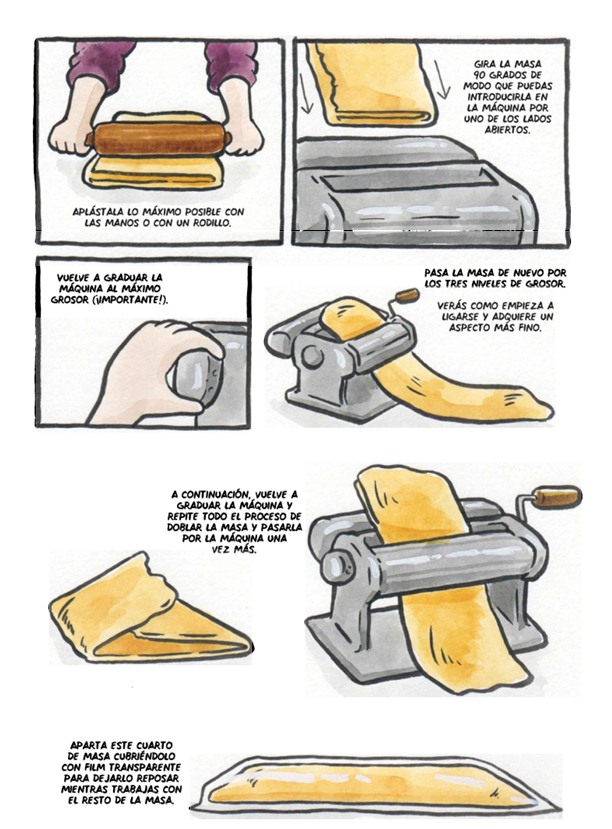 APLÁSTALA LO MÁXIMO POSIBLE CON
LAS MANOS O CON UN RODILLO.
GIRA LA MASA
90 GRADOS DE
MODO QUE PUEDAS
INTRODUCIRLA EN
LA MÁQUINA POR
UNO DE LOS LADOS
ABIERTOS.
VUELVE A GRADUAR LA
MÁQUINA AL MÁXIMO
GROSOR (¡IMPORTANTE!).
PASA LA MASA DE NUEVO POR
LOS TRES NIVELES DE GROSOR.
VERÁS COMO EMPIEZA A
LIGARSE Y ADQUIERE UN
ASPECTO MÁS FINO.
A CONTINUACIÓN, VUELVE A
GRADUAR LA MÁQUINA Y
REPITE TODO EL PROCESO DE
DOBLAR LA MASA Y PASARLA
POR LA MÁQUINA UNA
VEZ MÁS.
APARTA ESTE CUARTO
DE MASA CUBRIÉNDOLO
CON FILM TRANSPARENTE
PARA DEJARLO REPOSAR
MIENTRAS TRABAJAS CON
EL RESTO DE LA MASA.